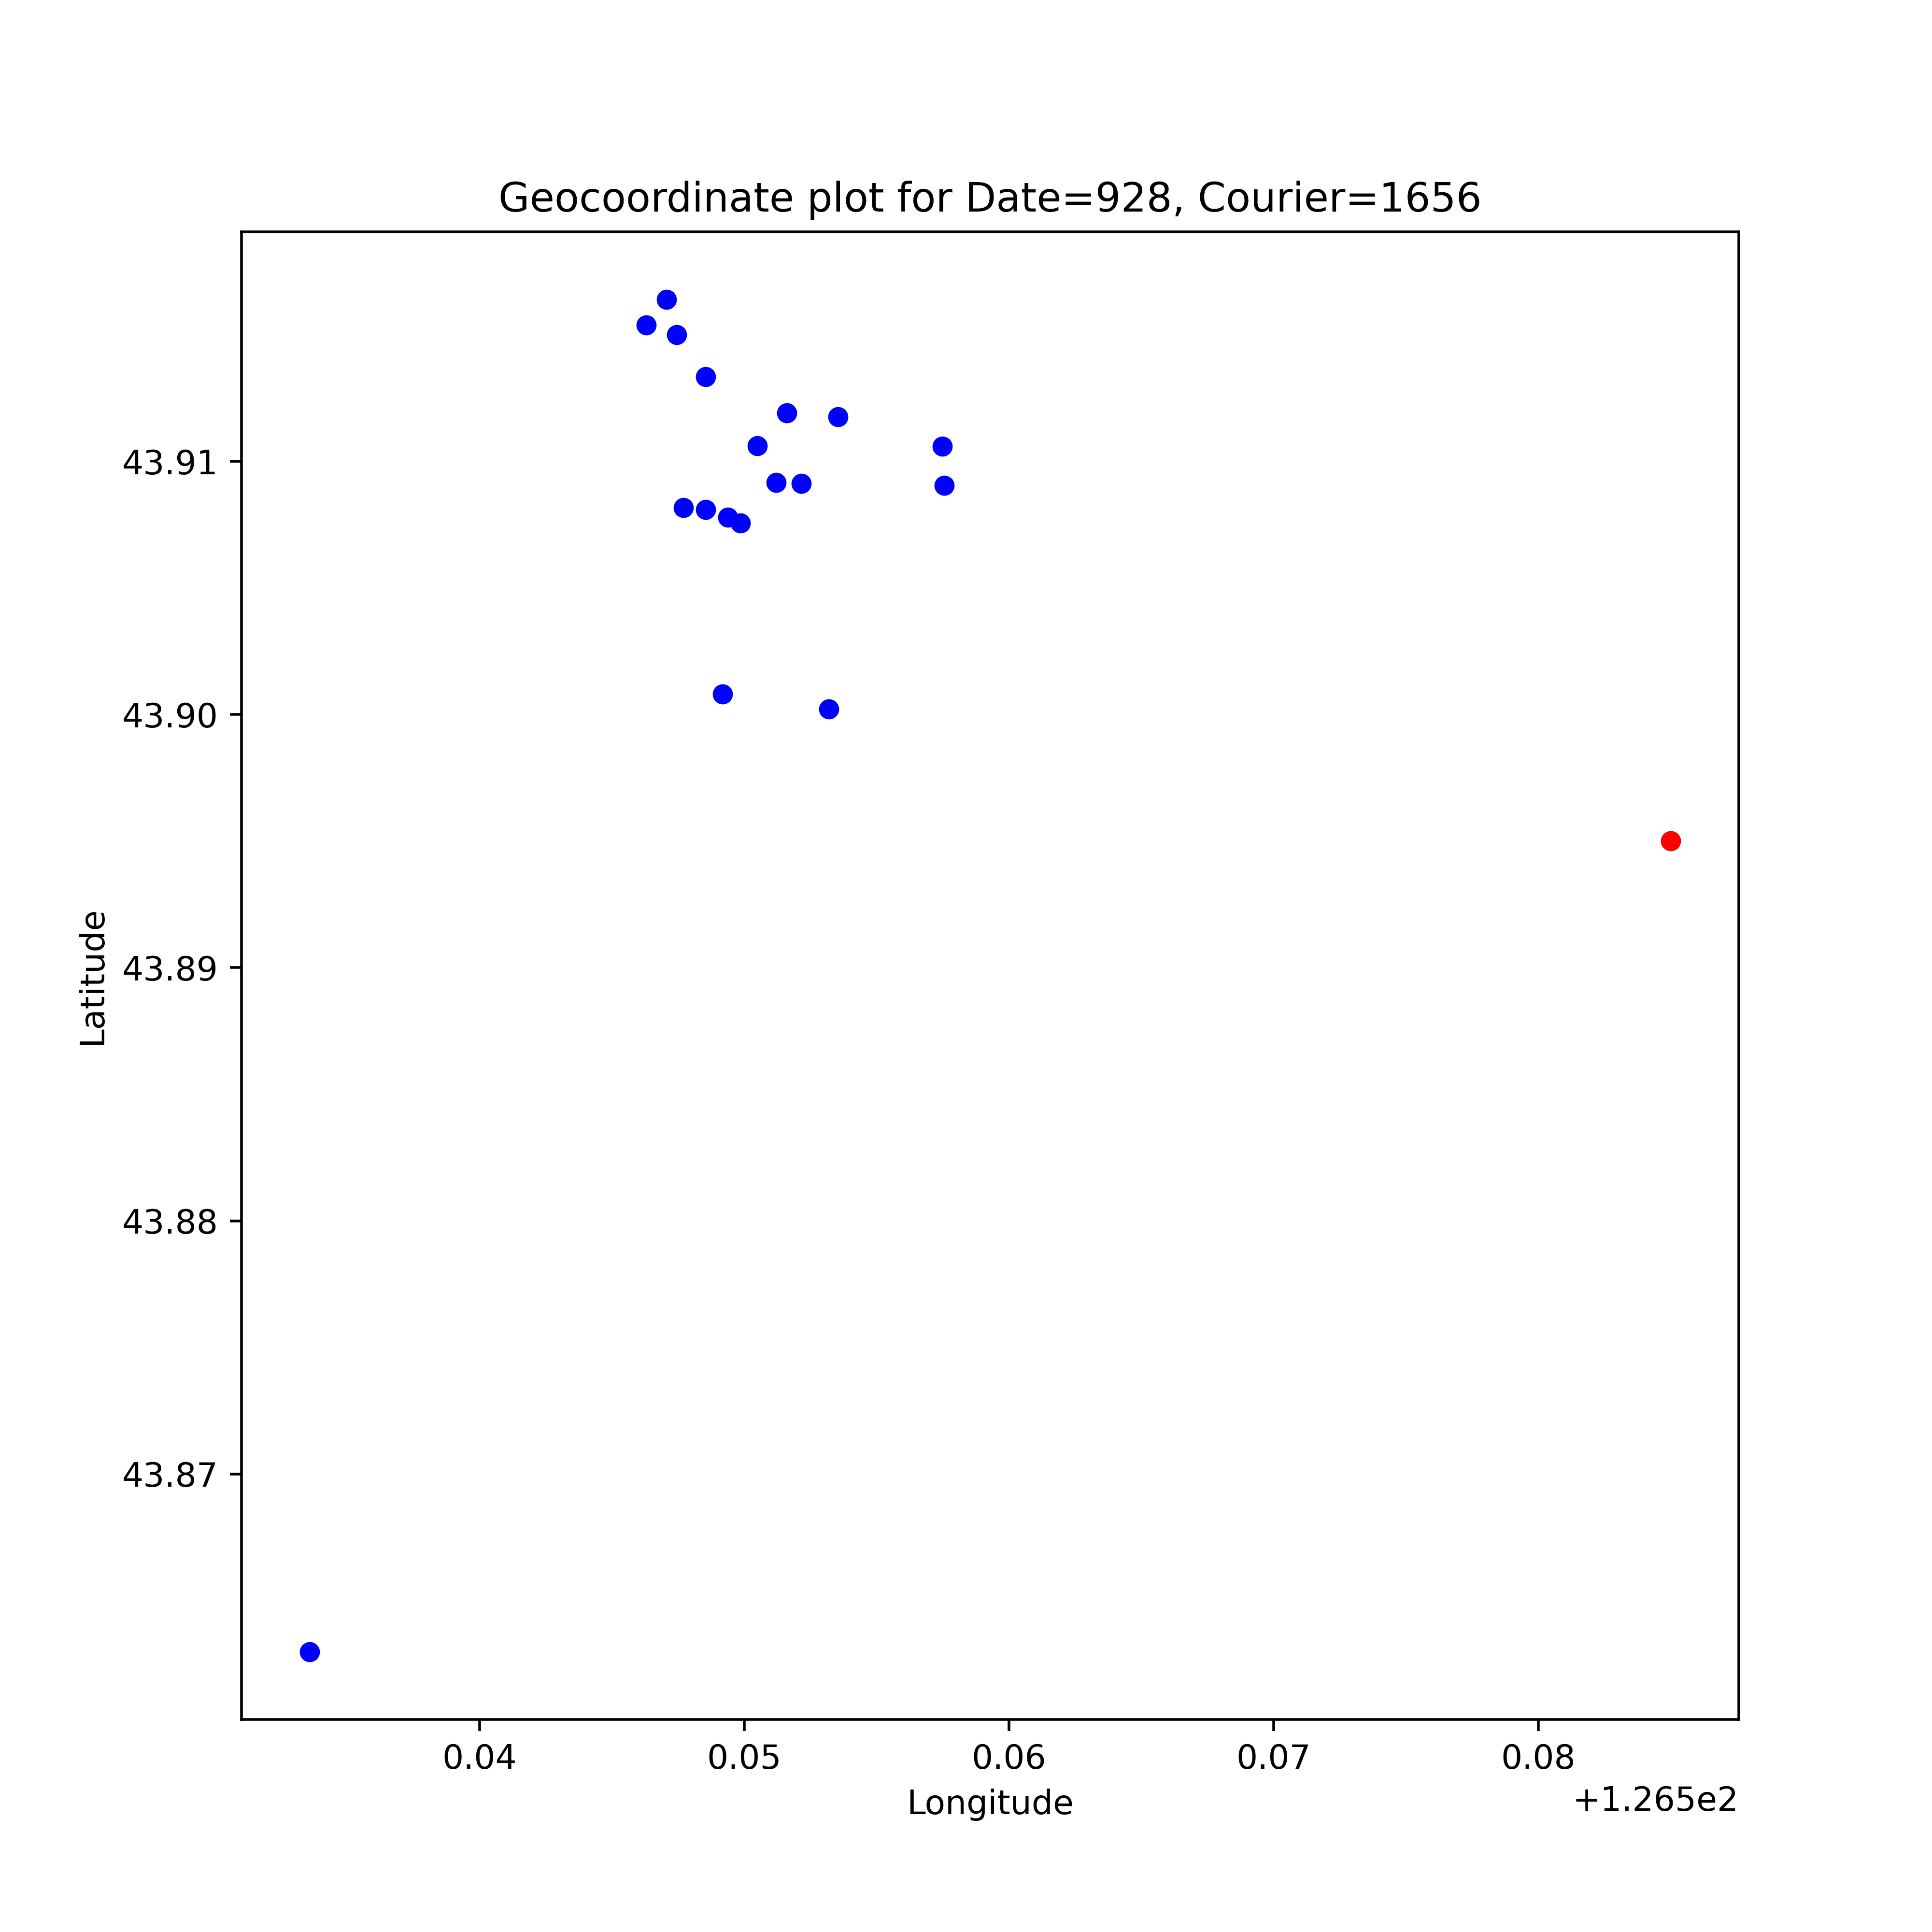 Geocoordinate plot for Date=928, Courier=1656
43.91
43.90
43.89
43.88
43.87
Latitude
0.04 0.05 0.06 0.07 0.08
+1.265e2
Longitude